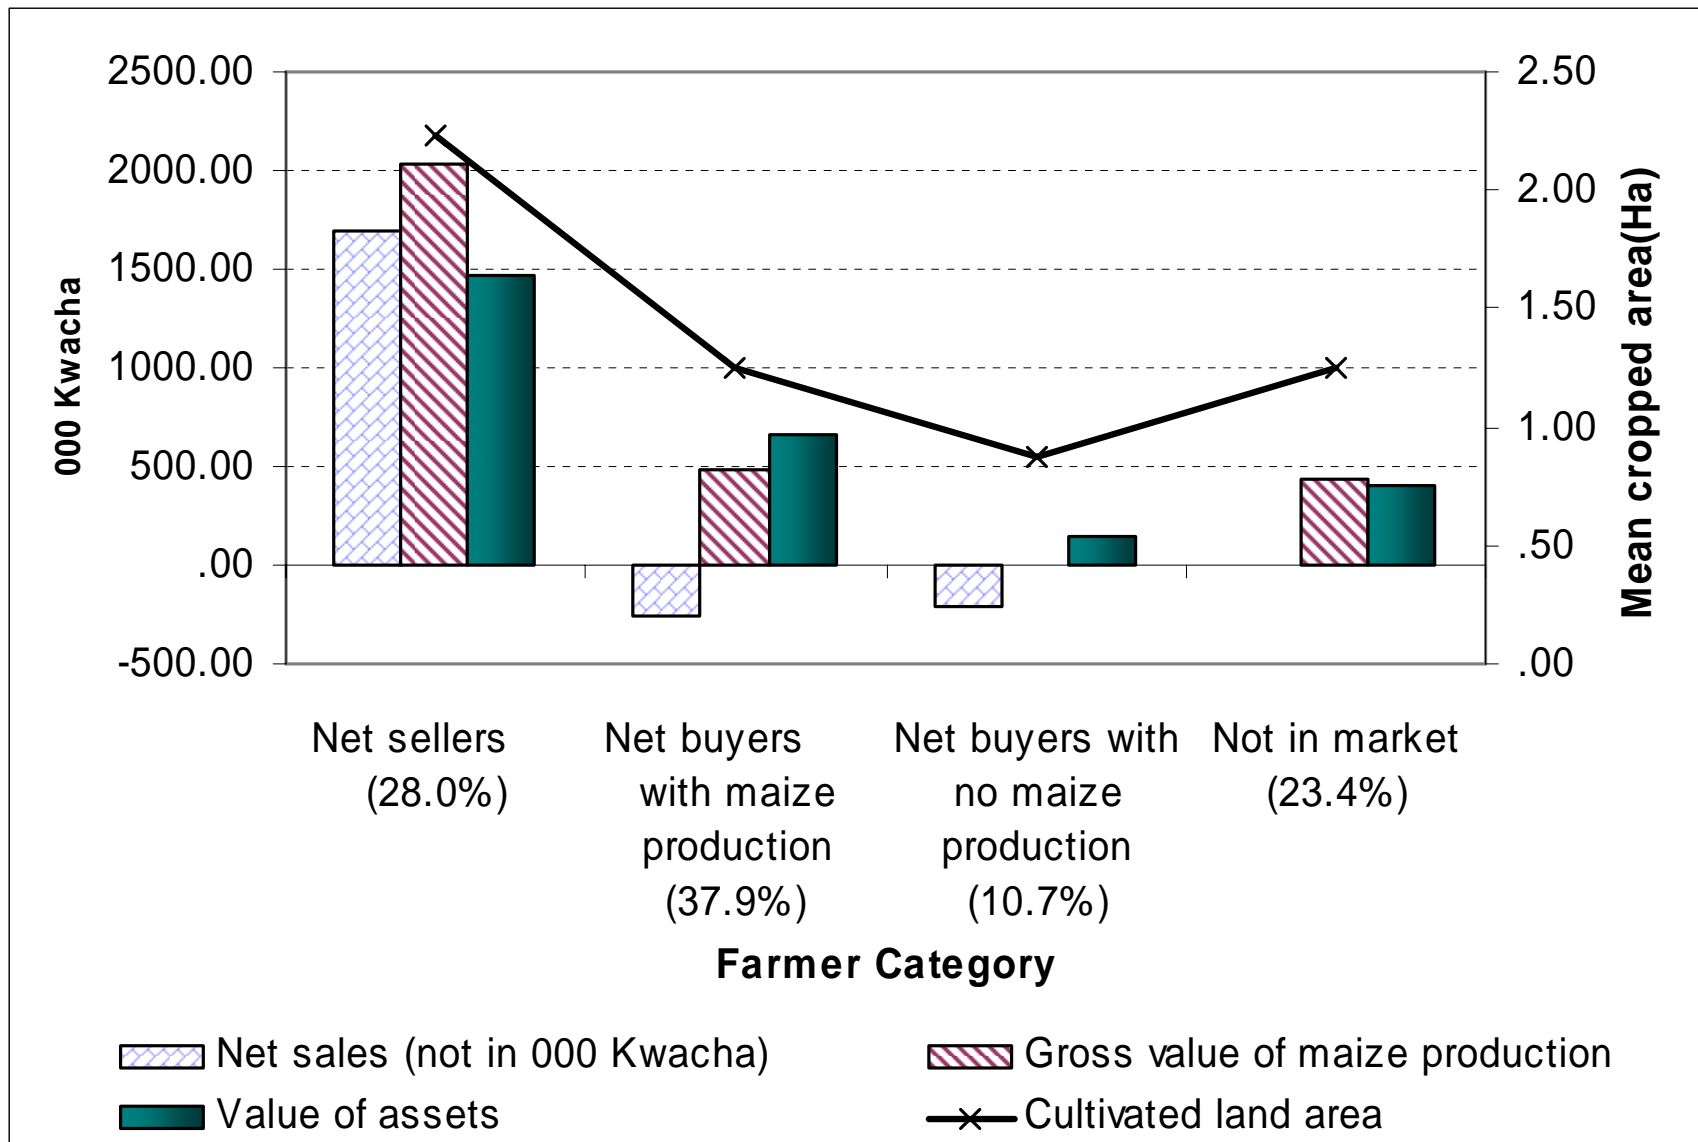 2500.00
2000.00
1500.00
1000.00
500.00
.00
-500.00
000 Kwacha
2.50
2.00
1.50
1.00
.50
.00
Mean cropped area(Ha)
Net sellers
(28.0%)
Net buyers
with maize
production
(37.9%)
Net buyers with
no maize
production
(10.7%)
Not in market
(23.4%)
Farmer Category
Net sales (not in 000 Kwacha)
Gross value of maize production
Value of assets
Cultivated land area